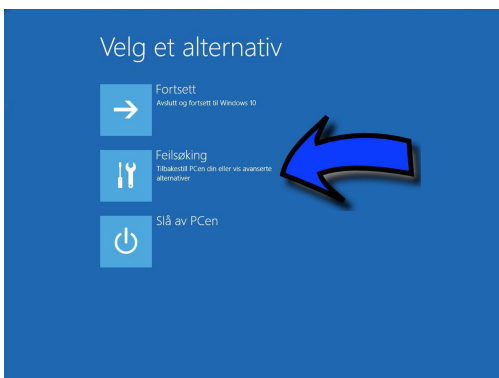 Velg et alternativ
Fortsett
Avslutt og fortsett til Windows 10
Feilsøking
Tilbakestill PCen din eller vis avanserte
alternativer
Slå av PCen